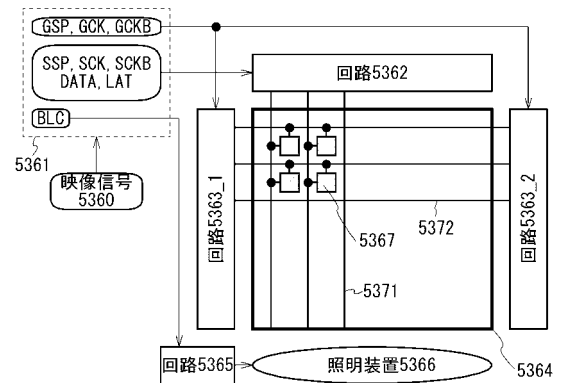 GSP, GCK, GCKB
SSP, SCK, SCKB
DATA, LAT
BLC
5361
映像信号
5360
回路5362
回路5363_1
回路5363_2
5367
5372
5371
5364
回路5365
照明装置5366